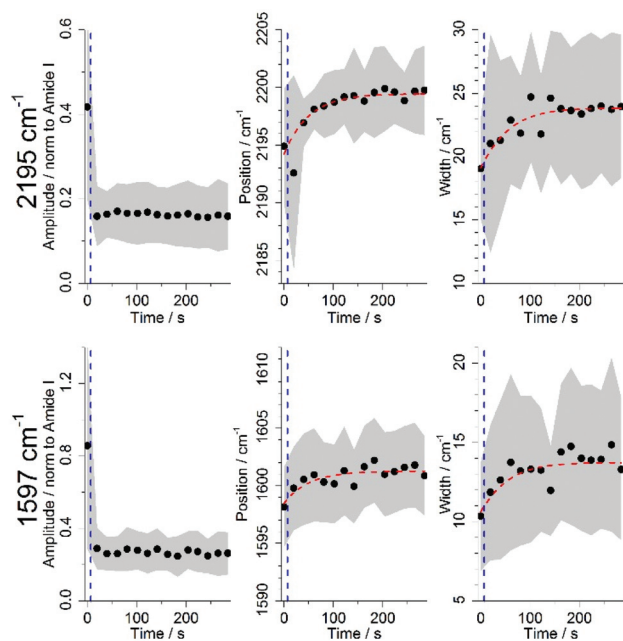 2195 cm⁻¹
Amplitude / norm to Amide I
0.6
0.4
0.2
0.0
0 100 200
Time / s
Position / cm⁻¹
2205
2200
2195
2190
2185
2182
0 100 200
Time / s
Width / cm⁻¹
30
25
20
15
10
0 100 200
Time / s
1597 cm⁻¹
Amplitude / norm to Amide I
1.2
0.8
0.4
0.0
0 100 200
Time / s
Position / cm⁻¹
1610
1605
1600
1595
1590
0 100 200
Time / s
Width / cm⁻¹
20
15
10
5
0 100 200
Time / s